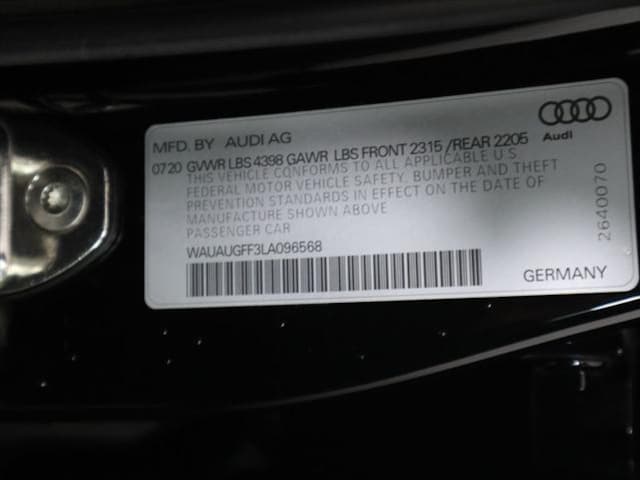 MFD. BY AUDI AG
Audi
0720 GVWR LBS 4398 GAWR LBS FRONT 2315 /REAR 2205
THIS VEHICLE CONFORMS TO ALL APPLICABLE U.S.
FEDERAL MOTOR VEHICLE SAFETY, BUMPER AND THEFT
PREVENTION STANDARDS IN EFFECT ON THE DATE OF
MANUFACTURE SHOWN ABOVE
PASSENGER CAR
WAUAUGFF3LA096568
GERMANY
2640070